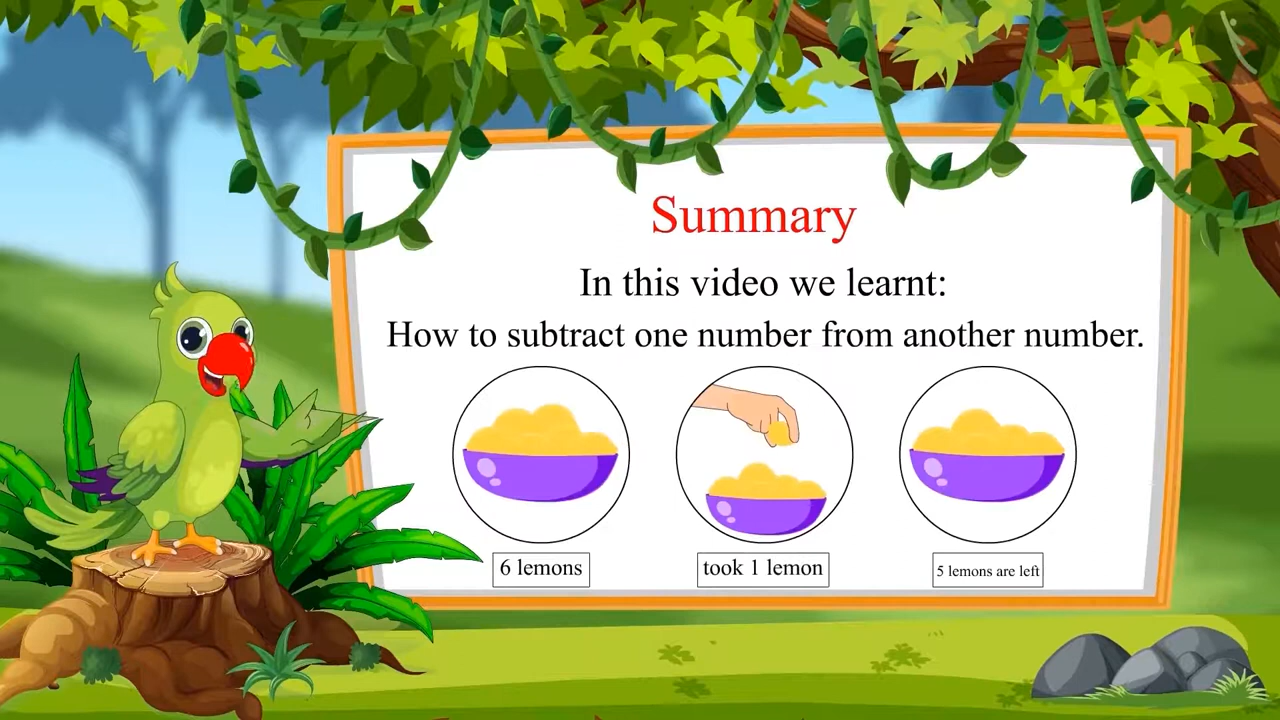 Summary
In this video we learnt:
How to subtract one number from another number.
6 lemons
took 1 lemon
5 lemons are left